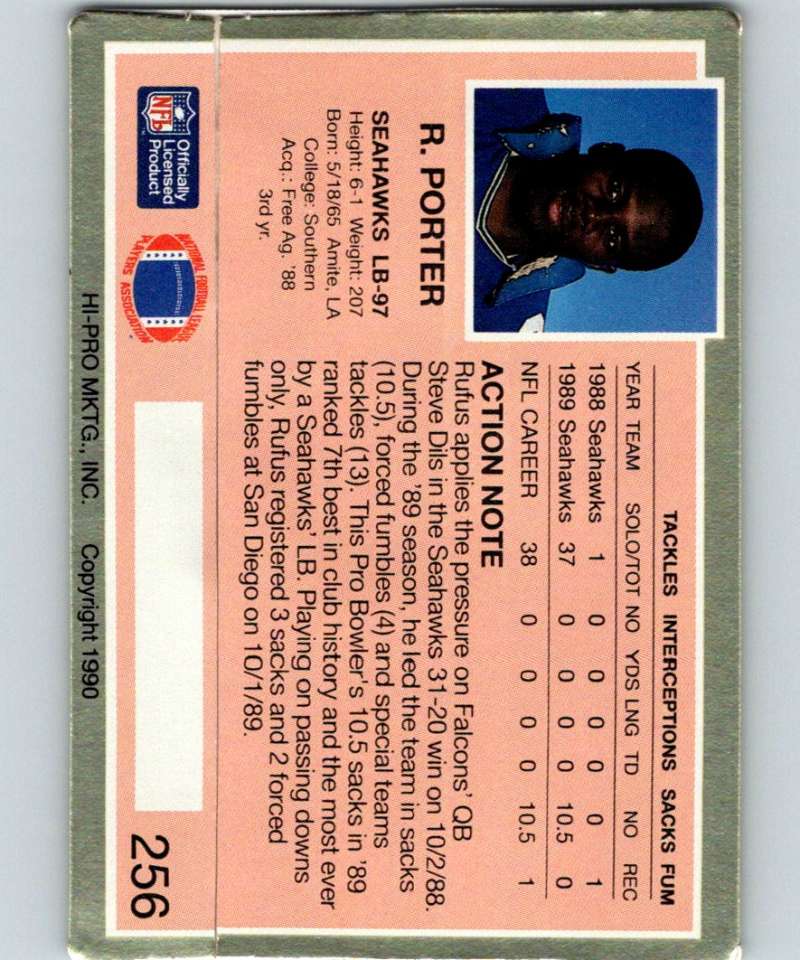 R. PORTER
SEAHAWKS LB-97
Height: 6-1 Weight: 207
Born: 5/18/65 Amite, LA
College: Southern
Acq.: Free Ag. '88
3rd yr.
TACKLES INTERCEPTIONS SACKS FUM
YEAR TEAM SOLO/TOT NO YDS LNG TD NO REC
1988 Seahawks 1 0 0 0 0 0 1
1989 Seahawks 37 0 0 0 0 10.5 0
NFL CAREER 38 0 0 0 0 10.5 1
ACTION NOTE
Rufus applies the pressure on Falcons' QB
Steve Dils in the Seahawks 31-20 win on 10/2/88.
During the '89 season, he led the team in sacks
(10.5), forced fumbles (4) and special teams
tackles (13). This Pro Bowler's 10.5 sacks in '89
ranked 7th best in club history and the most ever
by a Seahawks' LB. Playing on passing downs
only, Rufus registered 3 sacks and 2 forced
fumbles at San Diego on 10/1/89.
NFL
Officially
Licensed
Product
NATIONAL FOOTBALL LEAGUE
PLAYERS ASSOCIATION
256
HI-PRO MKTG., INC. Copyright 1990